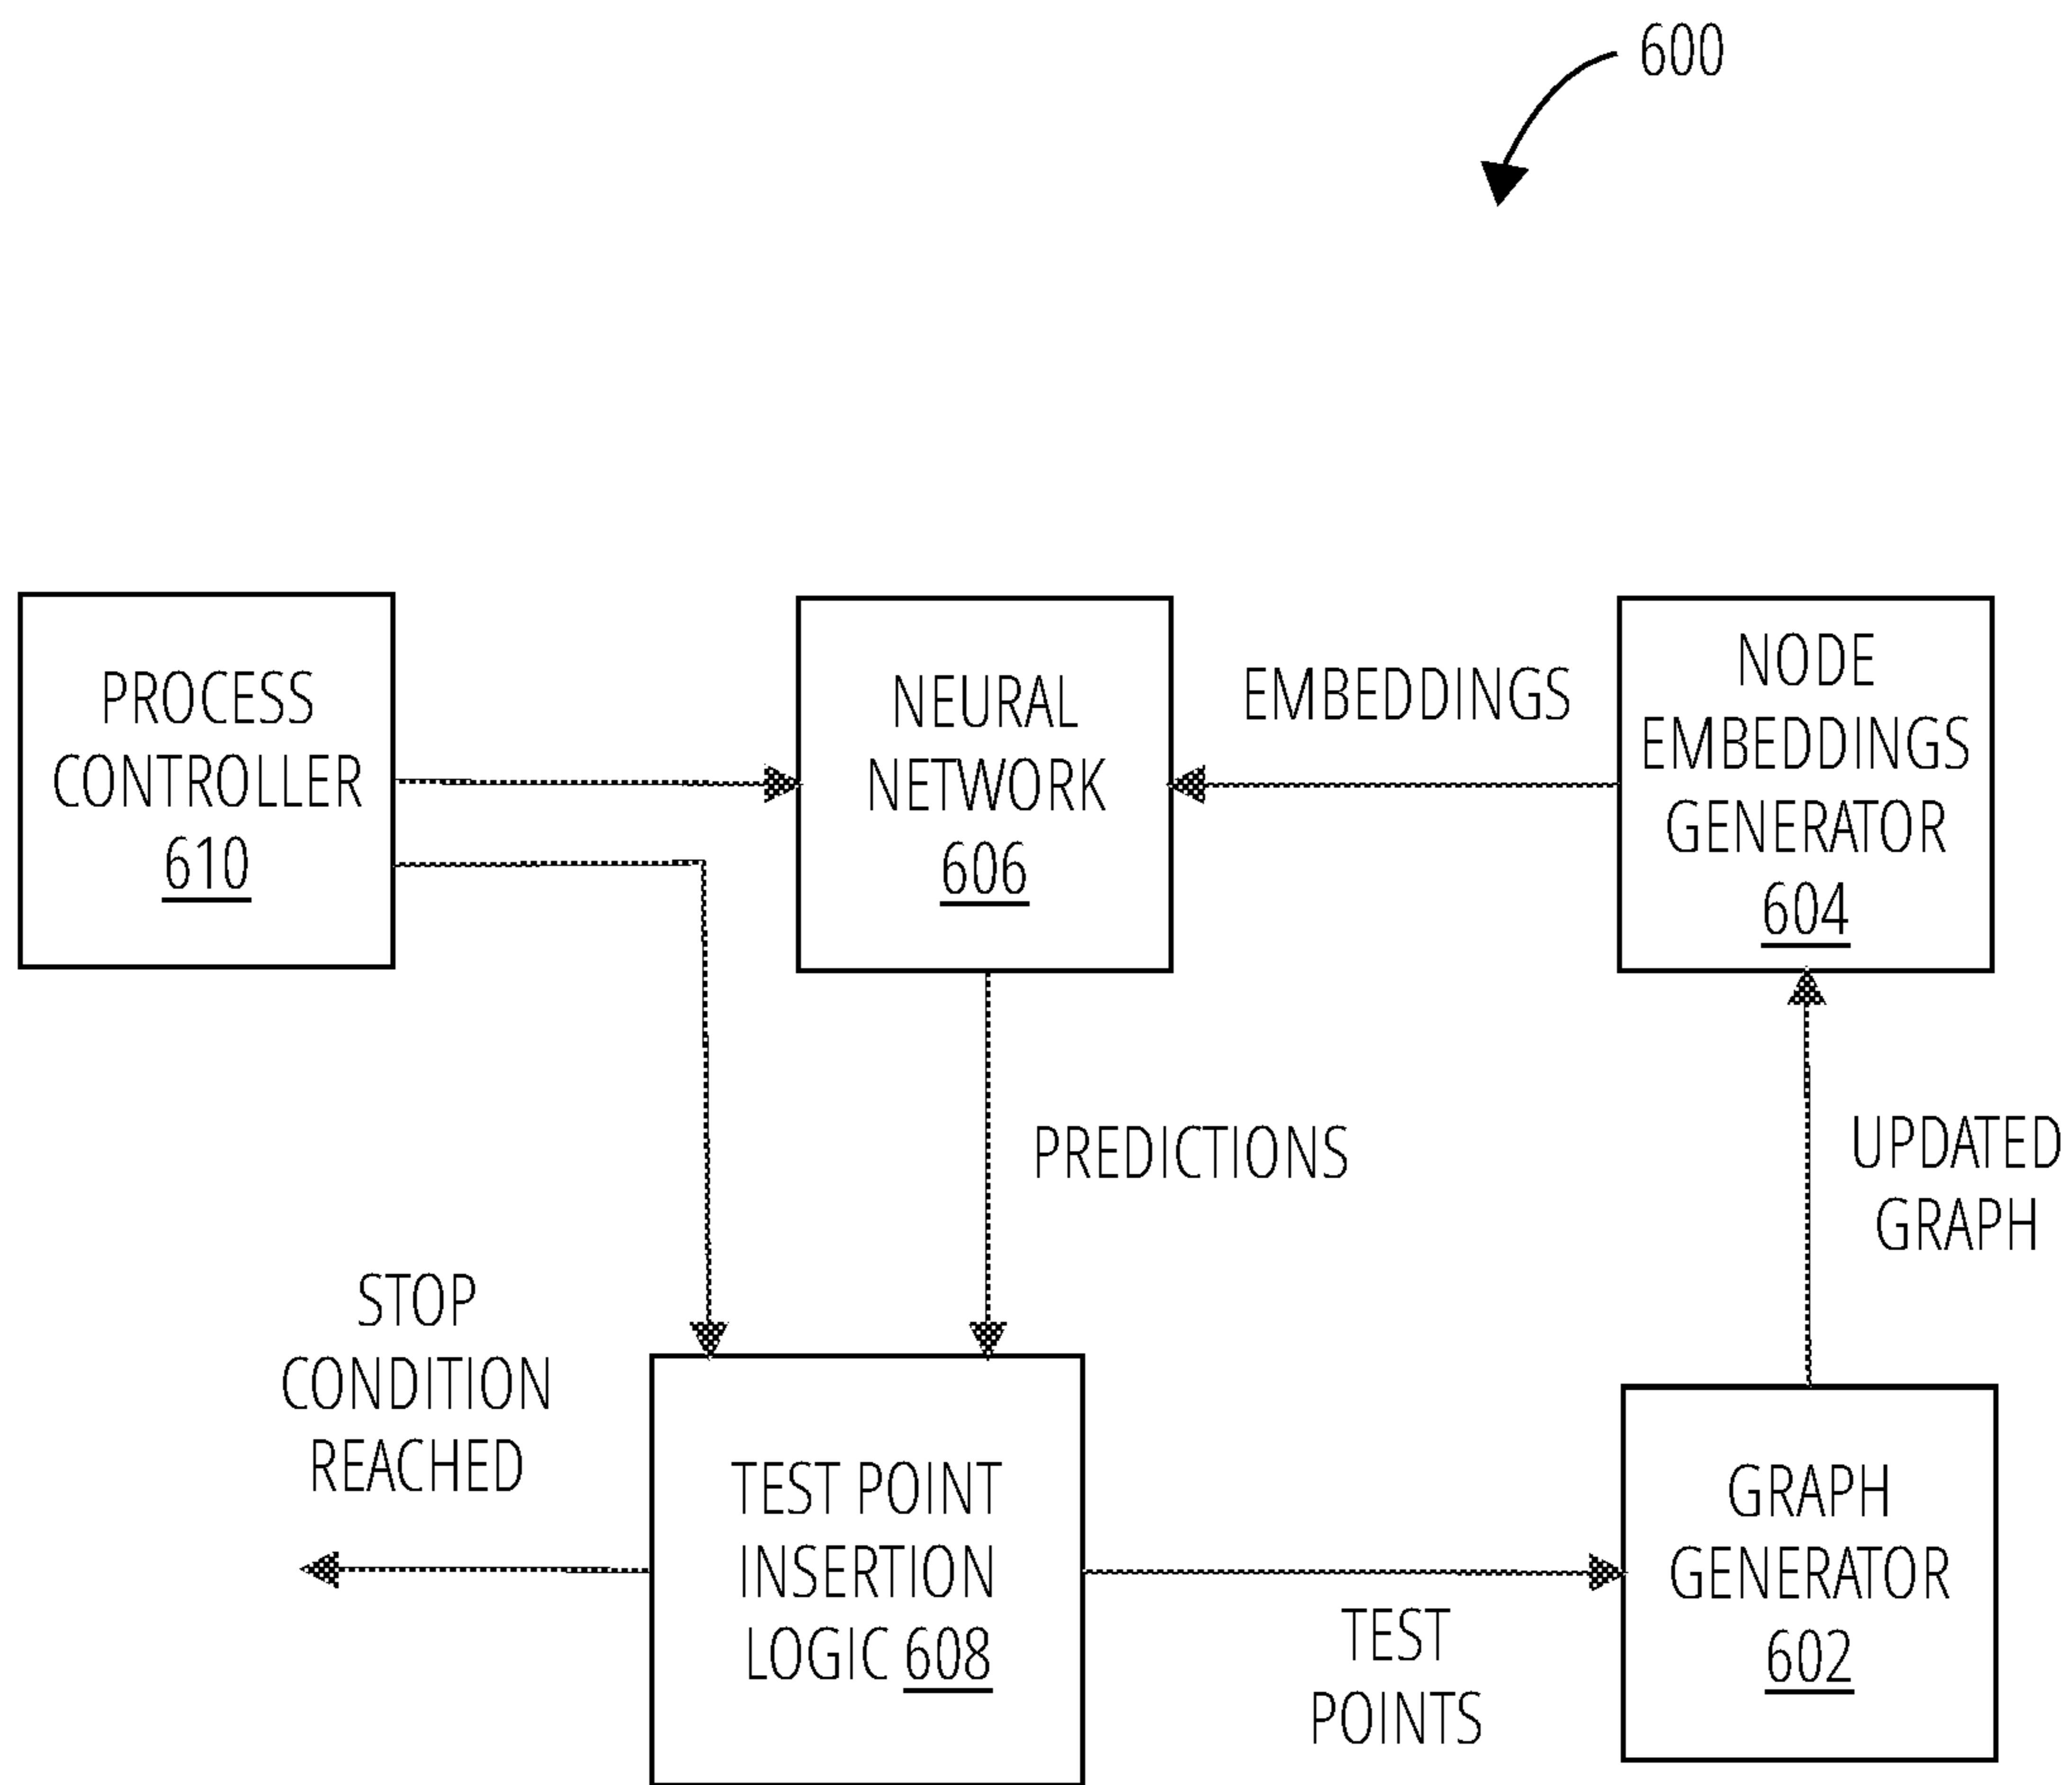 600
PROCESS
CONTROLLER
610
NEURAL
NETWORK
606
EMBEDDINGS
NODE
EMBEDDINGS
GENERATOR
604
PREDICTIONS
UPDATED
GRAPH
STOP
CONDITION
REACHED
TEST POINT
INSERTION
LOGIC 608
TEST
POINTS
GRAPH
GENERATOR
602